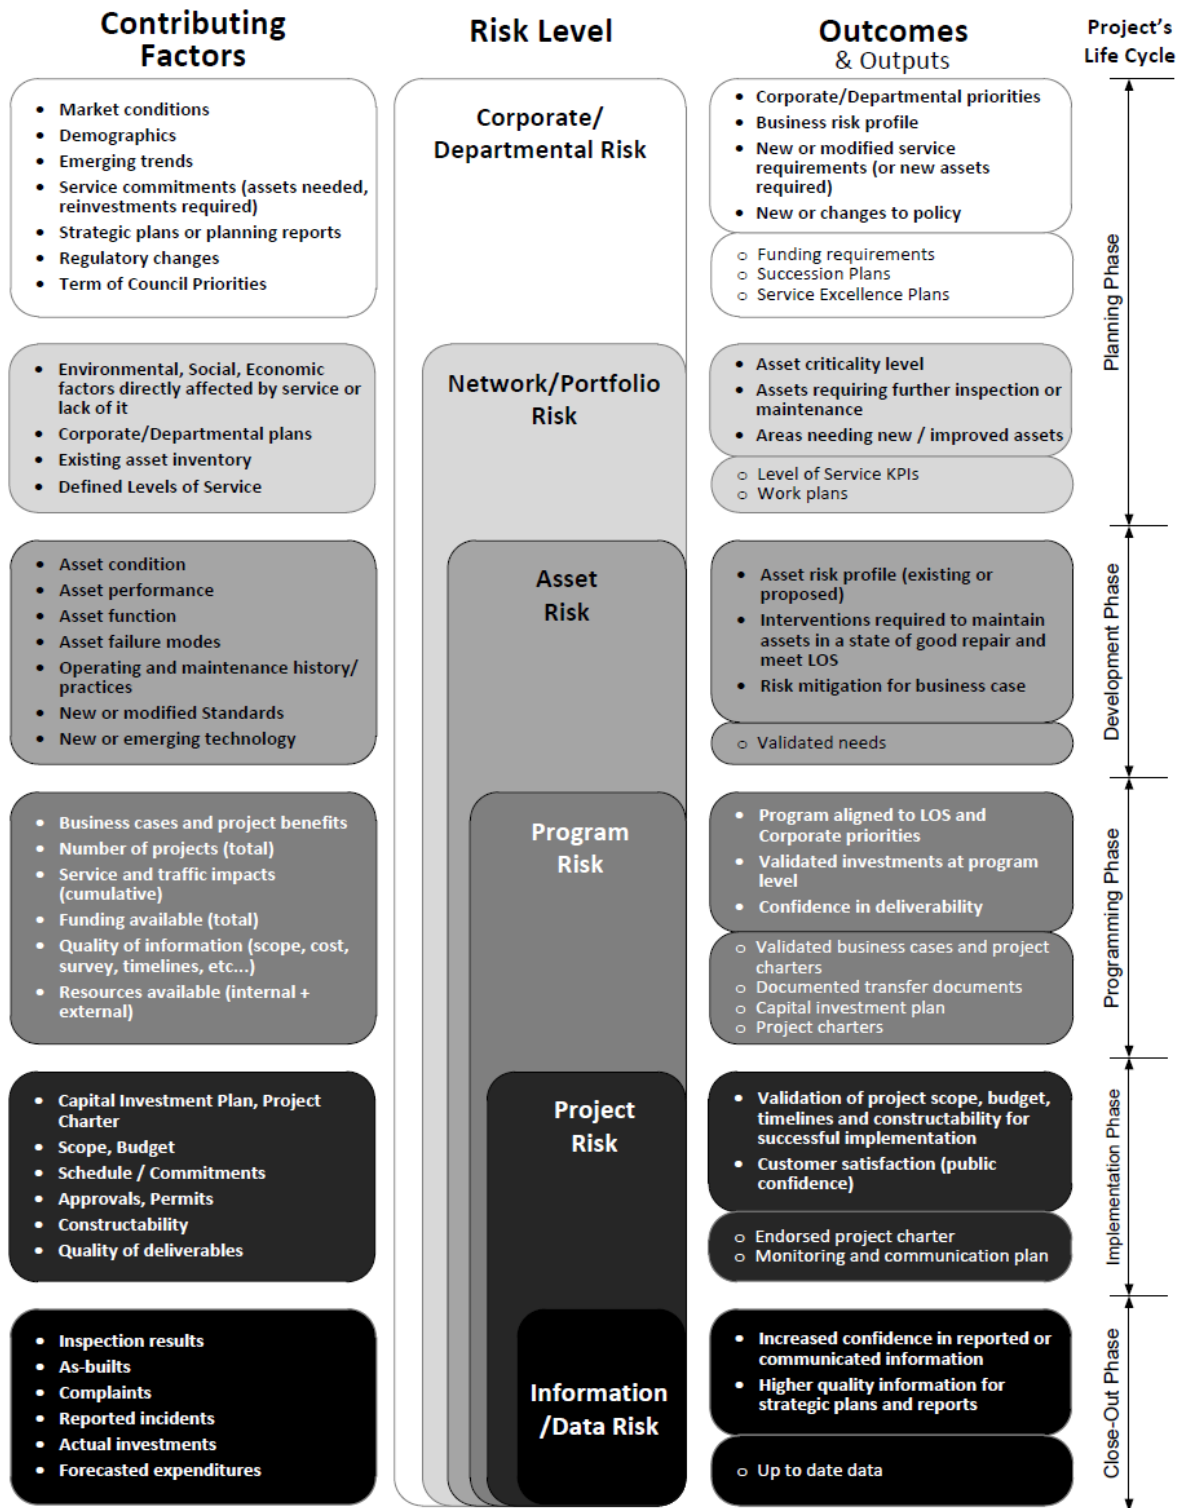 Contributing
Factors
Risk Level
Outcomes
& Outputs
Project's
Life Cycle
• Market conditions
• Demographics
• Emerging trends
• Service commitments (assets needed,
reinvestments required)
• Strategic plans or planning reports
• Regulatory changes
• Term of Council Priorities
Corporate/
Departmental Risk
• Corporate/Departmental priorities
• Business risk profile
• New or modified service
requirements (or new assets
required)
• New or changes to policy
o Funding requirements
o Succession Plans
o Service Excellence Plans
Planning Phase
• Environmental, Social, Economic
factors directly affected by service or
lack of it
• Corporate/Departmental plans
• Existing asset inventory
• Defined Levels of Service
Network/Portfolio
Risk
• Asset criticality level
• Assets requiring further inspection or
maintenance
• Areas needing new / improved assets
o Level of Service KPIs
o Work plans
• Asset condition
• Asset performance
• Asset function
• Asset failure modes
• Operating and maintenance history/
practices
• New or modified Standards
• New or emerging technology
Asset
Risk
• Asset risk profile (existing or
proposed)
• Interventions required to maintain
assets in a state of good repair and
meet LOS
• Risk mitigation for business case
o Validated needs
Development Phase
• Business cases and project benefits
• Number of projects (total)
• Service and traffic impacts
(cumulative)
• Funding available (total)
• Quality of information (scope, cost,
survey, timelines, etc...)
• Resources available (internal +
external)
Program
Risk
• Program aligned to LOS and
Corporate priorities
• Validated investments at program
level
• Confidence in deliverability
o Validated business cases and project
charters
o Documented transfer documents
o Capital investment plan
o Project charters
Programming Phase
• Capital Investment Plan, Project
Charter
• Scope, Budget
• Schedule / Commitments
• Approvals, Permits
• Constructability
• Quality of deliverables
Project
Risk
• Validation of project scope, budget,
timelines and constructability for
successful implementation
• Customer satisfaction (public
confidence)
o Endorsed project charter
o Monitoring and communication plan
Implementation Phase
• Inspection results
• As-builts
• Complaints
• Reported incidents
• Actual investments
• Forecasted expenditures
Information
/Data Risk
• Increased confidence in reported or
communicated information
• Higher quality information for
strategic plans and reports
o Up to date data
Close-Out Phase